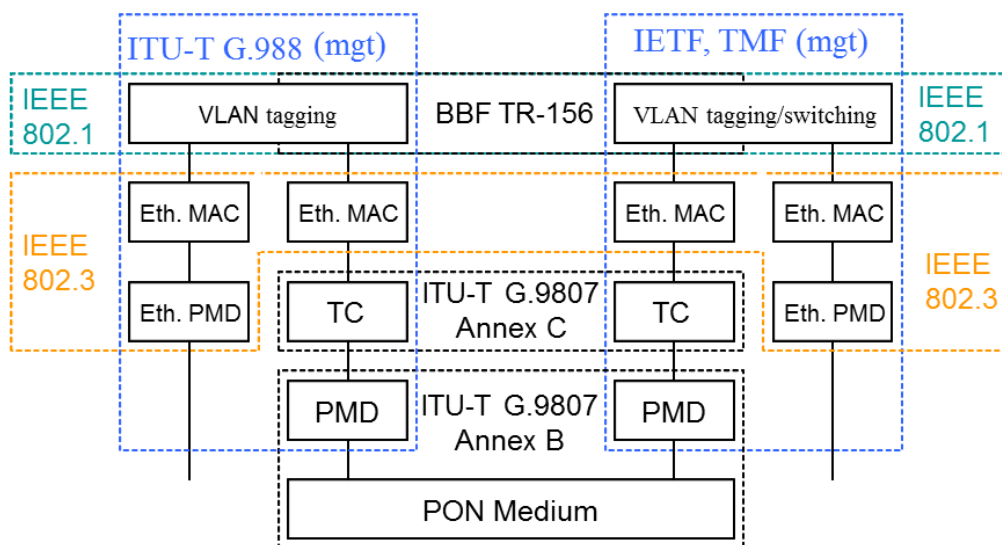 ITU-T G.988 (mgt)
IETF, TMF (mgt)
IEEE
802.1
VLAN tagging
BBF TR-156
VLAN tagging/switching
IEEE
802.1
IEEE
802.3
Eth. MAC
Eth. MAC
Eth. MAC
Eth. MAC
IEEE
802.3
Eth. PMD
TC
ITU-T G.9807
Annex C
TC
Eth. PMD
PMD
ITU-T G.9807
Annex B
PMD
PON Medium